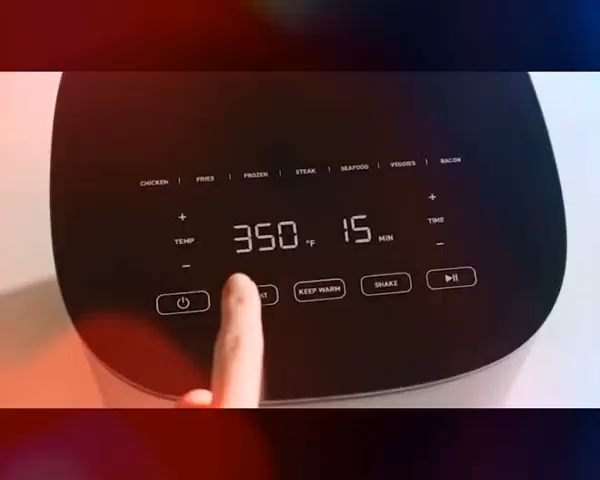 CHICKEN | FRIES | FROZEN | STEAK | SEAFOOD | VEGGIES | BACON
+ +
TEMP 350 °F 15 MIN TIME
− −
KEEP WARM SHAKE